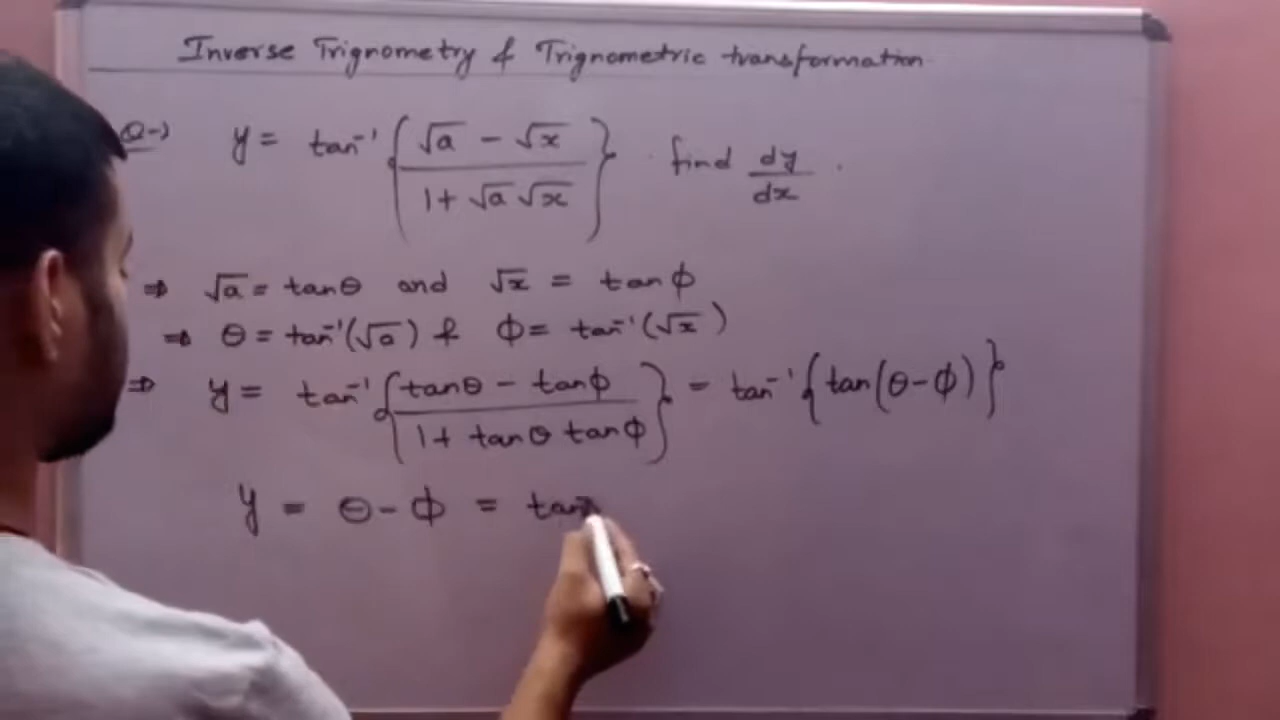 Inverse Trignometry & Trignometric transformation
Q→ y = tan⁻¹ { (√a − √x) / (1 + √a √x) } . find dy/dx .
⇒ √a = tanθ and √x = tanϕ
⇒ θ = tan⁻¹(√a) & ϕ = tan⁻¹(√x)
⇒ y = tan⁻¹ { (tanθ − tanϕ) / (1 + tanθ tanϕ) } = tan⁻¹ { tan(θ − ϕ) }
y = θ − ϕ = tan⁻